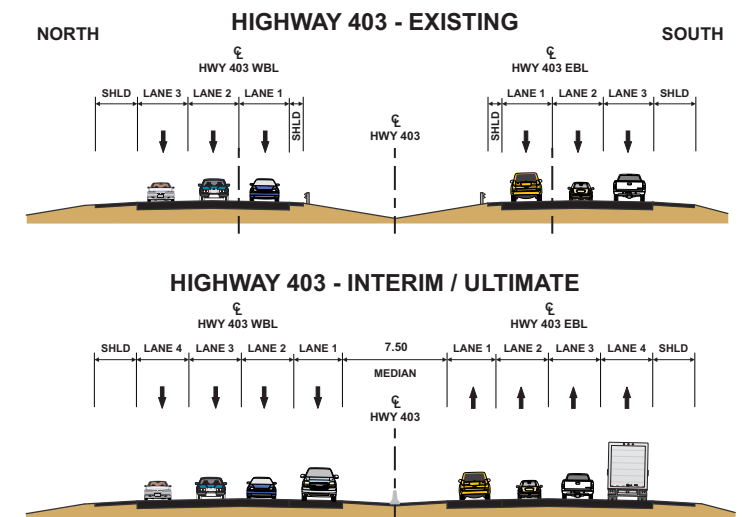 HIGHWAY 403 - EXISTING
NORTH
SOUTH
℄
HWY 403 WBL
℄
HWY 403 EBL
SHLD LANE 3 LANE 2 LANE 1 SHLD
℄
HWY 403
SHLD LANE 1 LANE 2 LANE 3 SHLD
HIGHWAY 403 - INTERIM / ULTIMATE
℄
HWY 403 WBL
℄
HWY 403 EBL
SHLD LANE 4 LANE 3 LANE 2 LANE 1 7.50 LANE 1 LANE 2 LANE 3 LANE 4 SHLD
MEDIAN
℄
HWY 403